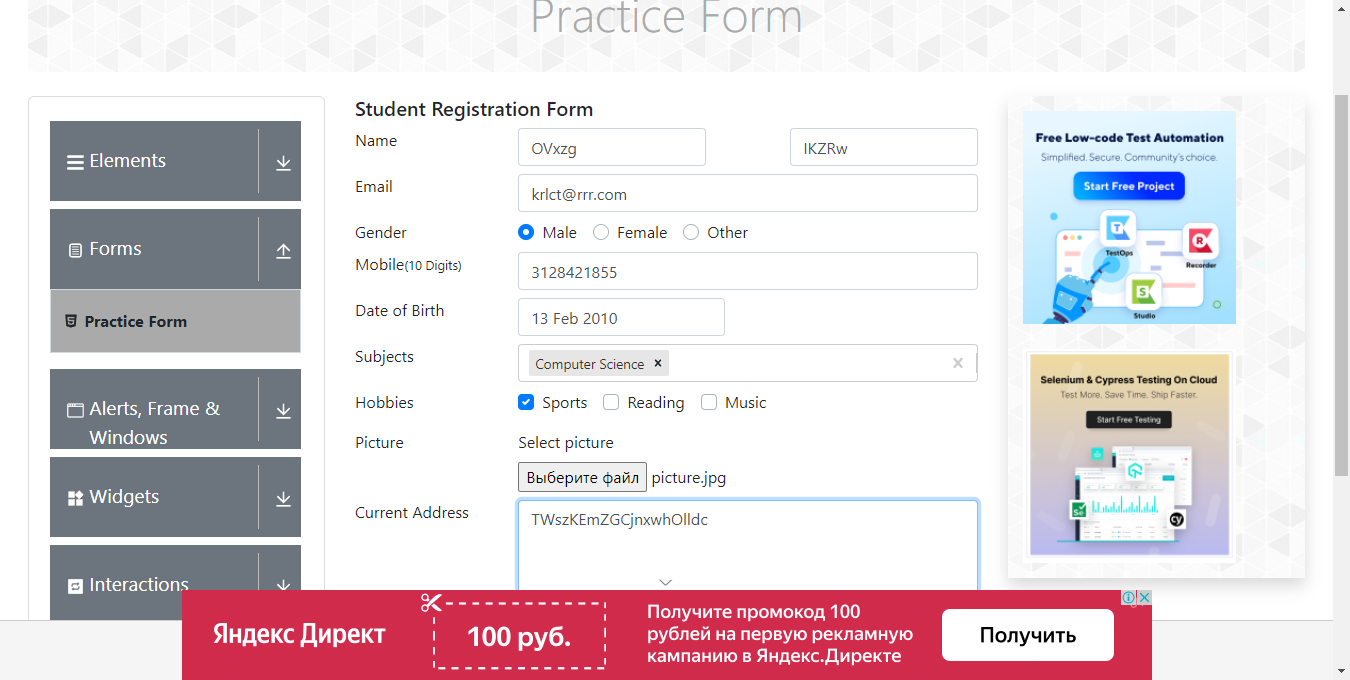 Practice Form
Elements
Forms
Practice Form
Alerts, Frame &
Windows
Widgets
Interactions
Student Registration Form
Name
OVxzg
IKZRw
Email
krlct@rrr.com
Gender
Male
Female
Other
Mobile(10 Digits)
3128421855
Date of Birth
13 Feb 2010
Subjects
Computer Science
Hobbies
Sports
Reading
Music
Picture
Select picture
Выберите файл
picture.jpg
Current Address
TWszKEmZGCjnxwhOlldc
Free Low-code Test Automation
Simplified. Secure. Community's choice.
Start Free Project
TestOps
Recorder
Studio
Selenium & Cypress Testing On Cloud
Test More. Save Time. Ship Faster.
Start Free Testing
Se
cy
Яндекс Директ
100 руб.
Получите промокод 100
рублей на первую рекламную
кампанию в Яндекс.Директе
Получить